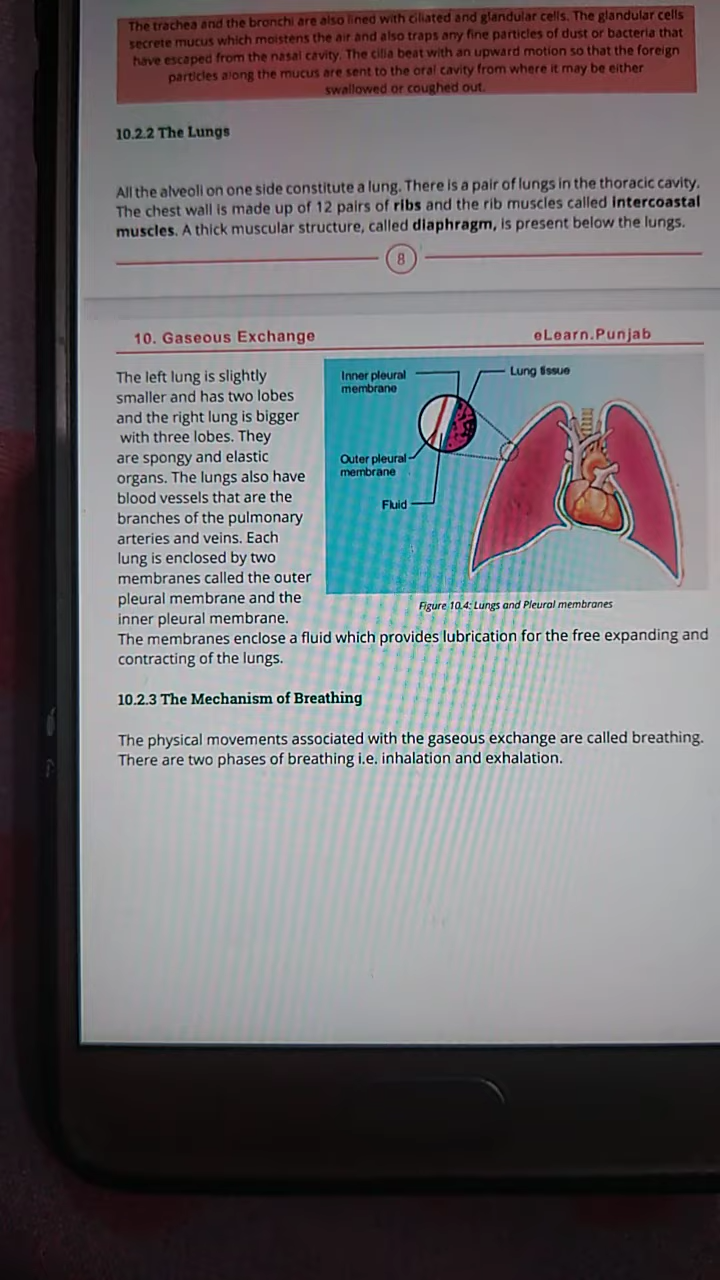 The trachea and the bronchi are also lined with ciliated and glandular cells. The glandular cells
secrete mucus which moistens the air and also traps any fine particles of dust or bacteria that
have escaped from the nasal cavity. The cilia beat with an upward motion so that the foreign
particles along the mucus are sent to the oral cavity from where it may be either
swallowed or coughed out.
10.2.2 The Lungs
All the alveoli on one side constitute a lung. There is a pair of lungs in the thoracic cavity.
The chest wall is made up of 12 pairs of ribs and the rib muscles called intercoastal
muscles. A thick muscular structure, called diaphragm, is present below the lungs.
8
10. Gaseous Exchange
eLearn.Punjab
The left lung is slightly
smaller and has two lobes
and the right lung is bigger
with three lobes. They
are spongy and elastic
organs. The lungs also have
blood vessels that are the
branches of the pulmonary
arteries and veins. Each
lung is enclosed by two
membranes called the outer
pleural membrane and the
inner pleural membrane.
Inner pleural
membrane
Lung tissue
Outer pleural
membrane
Fluid
Figure 10.4: Lungs and Pleural membranes
The membranes enclose a fluid which provides lubrication for the free expanding and
contracting of the lungs.
10.2.3 The Mechanism of Breathing
The physical movements associated with the gaseous exchange are called breathing.
There are two phases of breathing i.e. inhalation and exhalation.